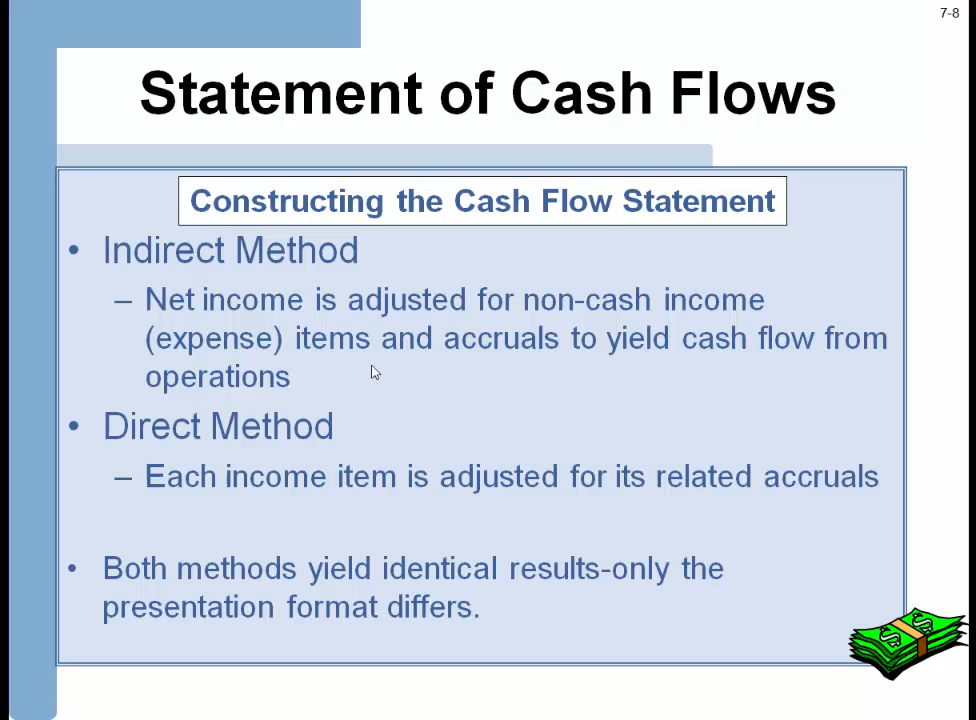 7-8
Statement of Cash Flows
Constructing the Cash Flow Statement
• Indirect Method
– Net income is adjusted for non-cash income
(expense) items and accruals to yield cash flow from
operations
• Direct Method
– Each income item is adjusted for its related accruals
• Both methods yield identical results-only the
presentation format differs.
$ $